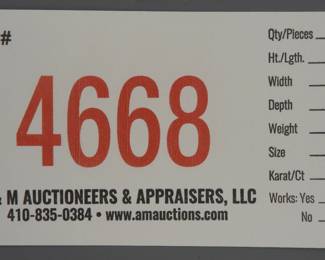 #
4668
& M AUCTIONEERS & APPRAISERS, LLC
410-835-0384 • www.amauctions.com
Qty/Pieces
Ht./Lgth.
Width
Depth
Weight
Size
Karat/Ct
Works: Yes
No